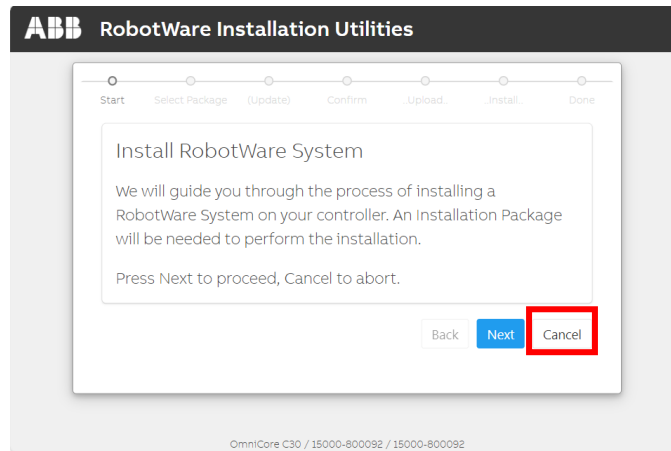 ABB RobotWare Installation Utilities
Start Select Package (Update) Confirm ..Upload.. ..Install.. Done
Install RobotWare System
We will guide you through the process of installing a
RobotWare System on your controller. An Installation Package
will be needed to perform the installation.
Press Next to proceed, Cancel to abort.
Back Next Cancel
OmniCore C30 / 15000-800092 / 15000-800092